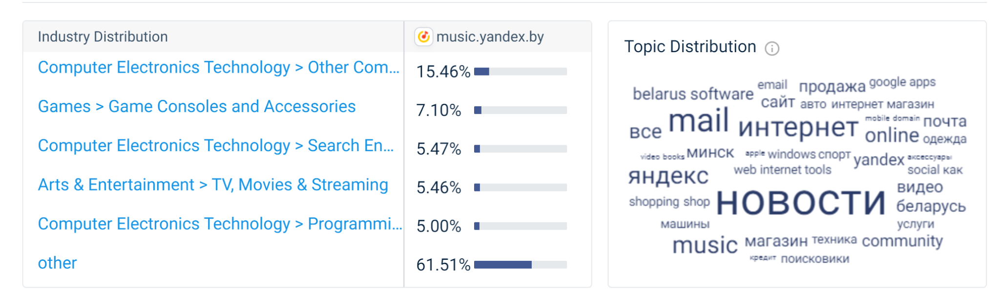 Industry Distribution
music.yandex.by
Computer Electronics Technology > Other Com...
15.46%
Games > Game Consoles and Accessories
7.10%
Computer Electronics Technology > Search En...
5.47%
Arts & Entertainment > TV, Movies & Streaming
5.46%
Computer Electronics Technology > Programmi...
5.00%
other
61.51%
Topic Distribution
belarus software email продажа google apps
сайт авто интернет магазин
все mail интернет mobile domain почта
online одежда
video books минск apple windows спорт yandex аксессуары
яндекс web internet tools social как
видео
shopping shop новости беларусь
машины услуги
music магазин техника community
кредит поисковики